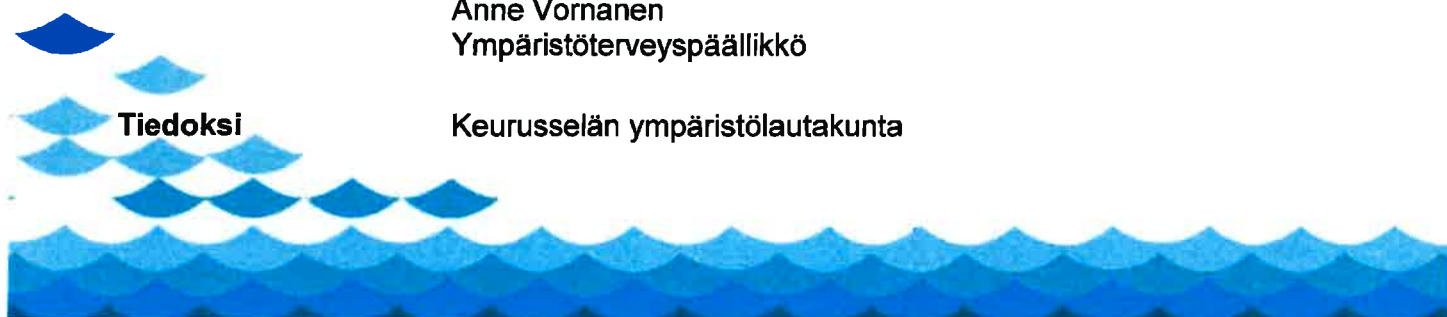 Anne Vornanen
Ympäristöterveyspäällikkö
Tiedoksi Keurusselän ympäristölautakunta